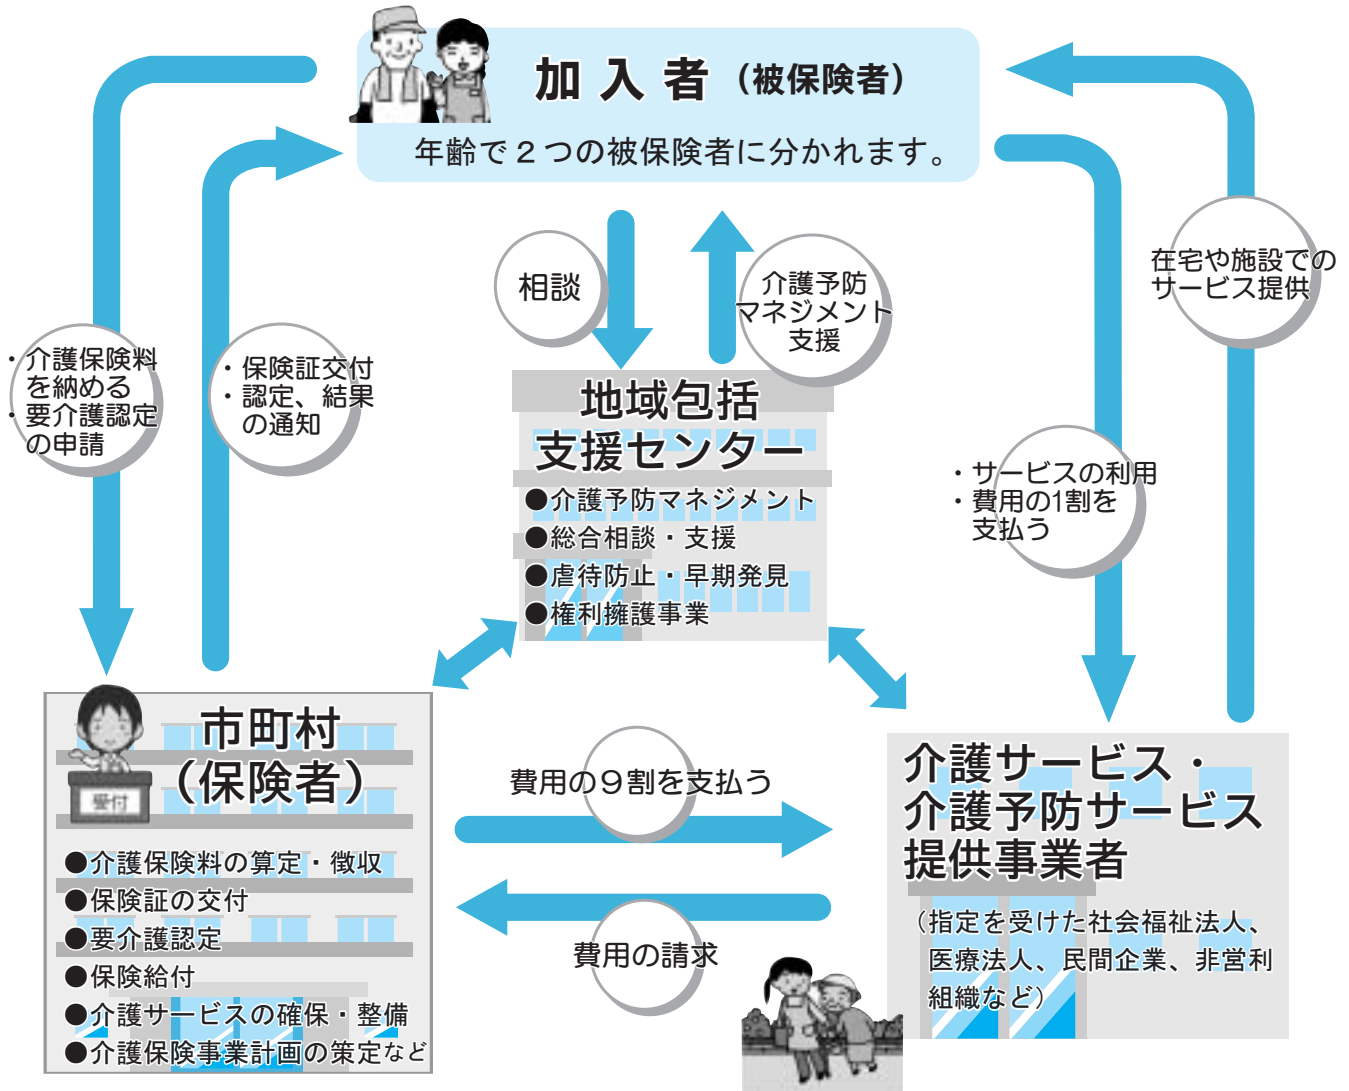 加入者（被保険者）
年齢で２つの被保険者に分かれます。
・介護保険料
を納める
・要介護認定
の申請
・保険証交付
・認定、結果
の通知
相談
介護予防
マネジメント
支援
在宅や施設での
サービス提供
・サービスの利用
・費用の1割を
支払う
地域包括
支援センター
●介護予防マネジメント
●総合相談・支援
●虐待防止・早期発見
●権利擁護事業
市町村
（保険者）
受付
●介護保険料の算定・徴収
●保険証の交付
●要介護認定
●保険給付
●介護サービスの確保・整備
●介護保険事業計画の策定など
費用の９割を支払う
費用の請求
介護サービス・
介護予防サービス
提供事業者
（指定を受けた社会福祉法人、
医療法人、民間企業、非営利
組織など）